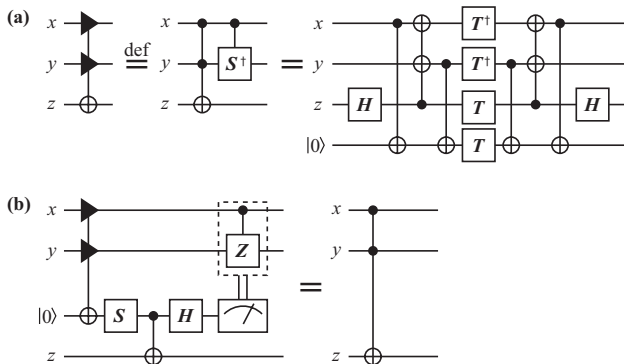 (a)
x x x T† T†
def
y = y S† = y T† T†
z z z H T H
|0⟩ T
(b)
x x
y Z y
|0⟩ S H =
z z